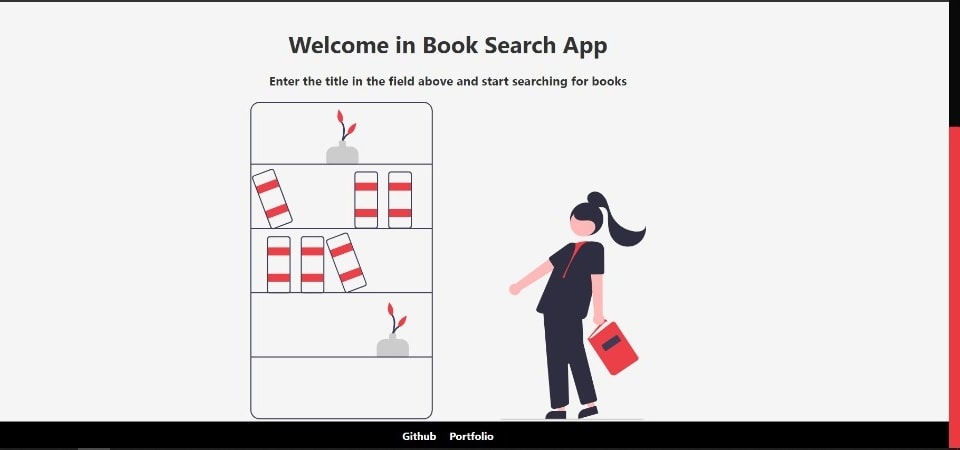 Welcome in Book Search App
Enter the title in the field above and start searching for books
Github Portfolio